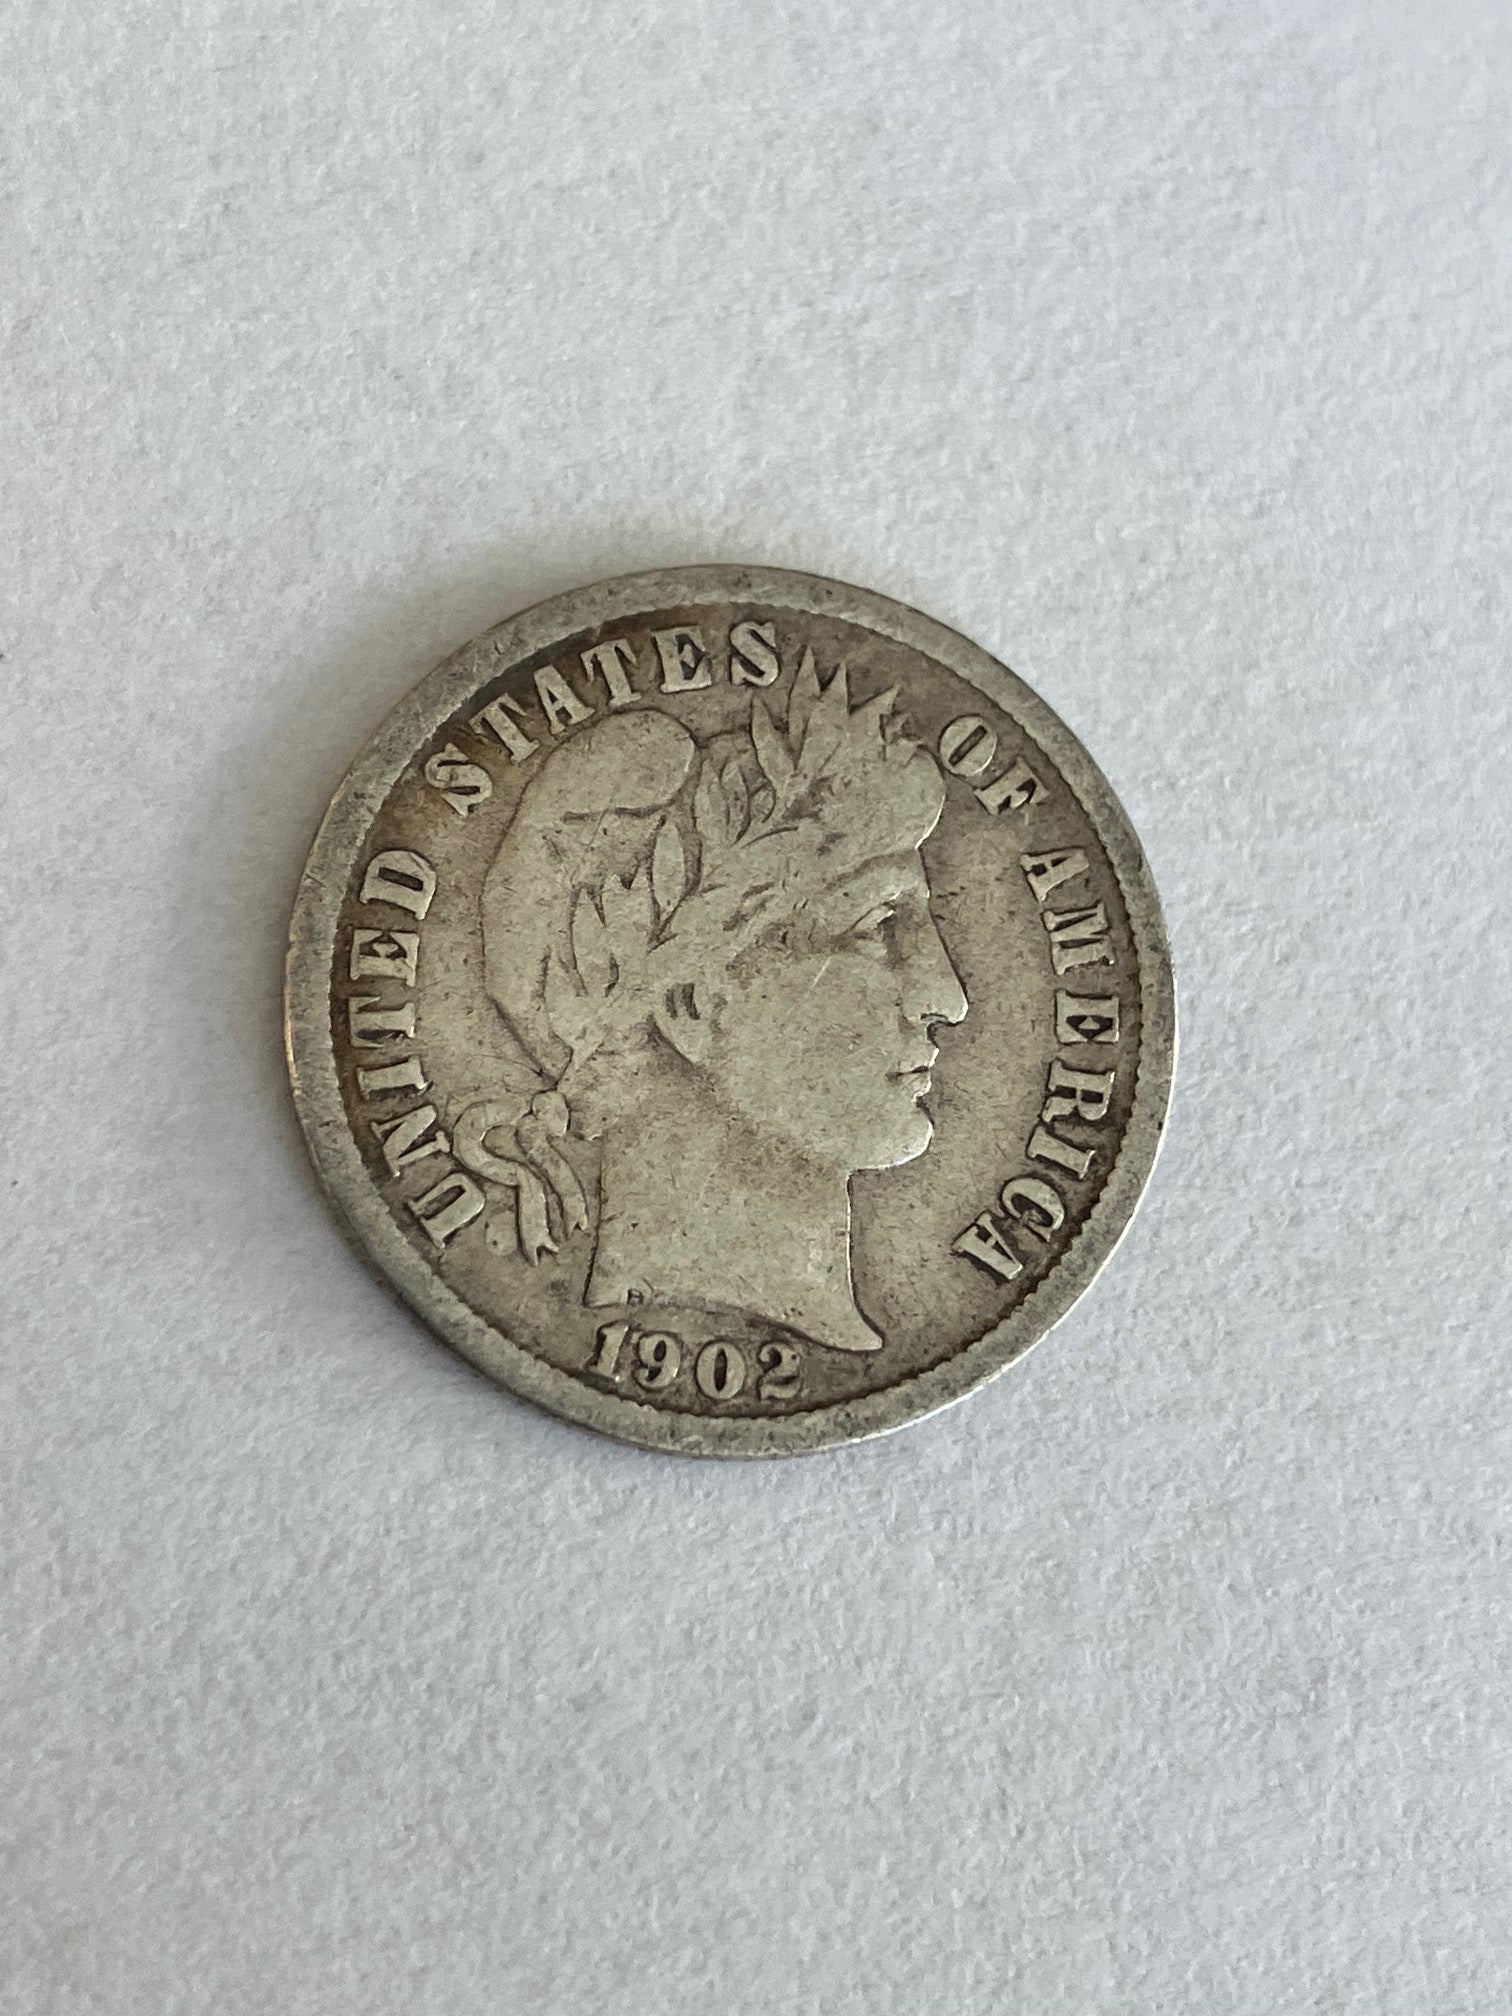 UNITED STATES OF AMERICA
B
1902